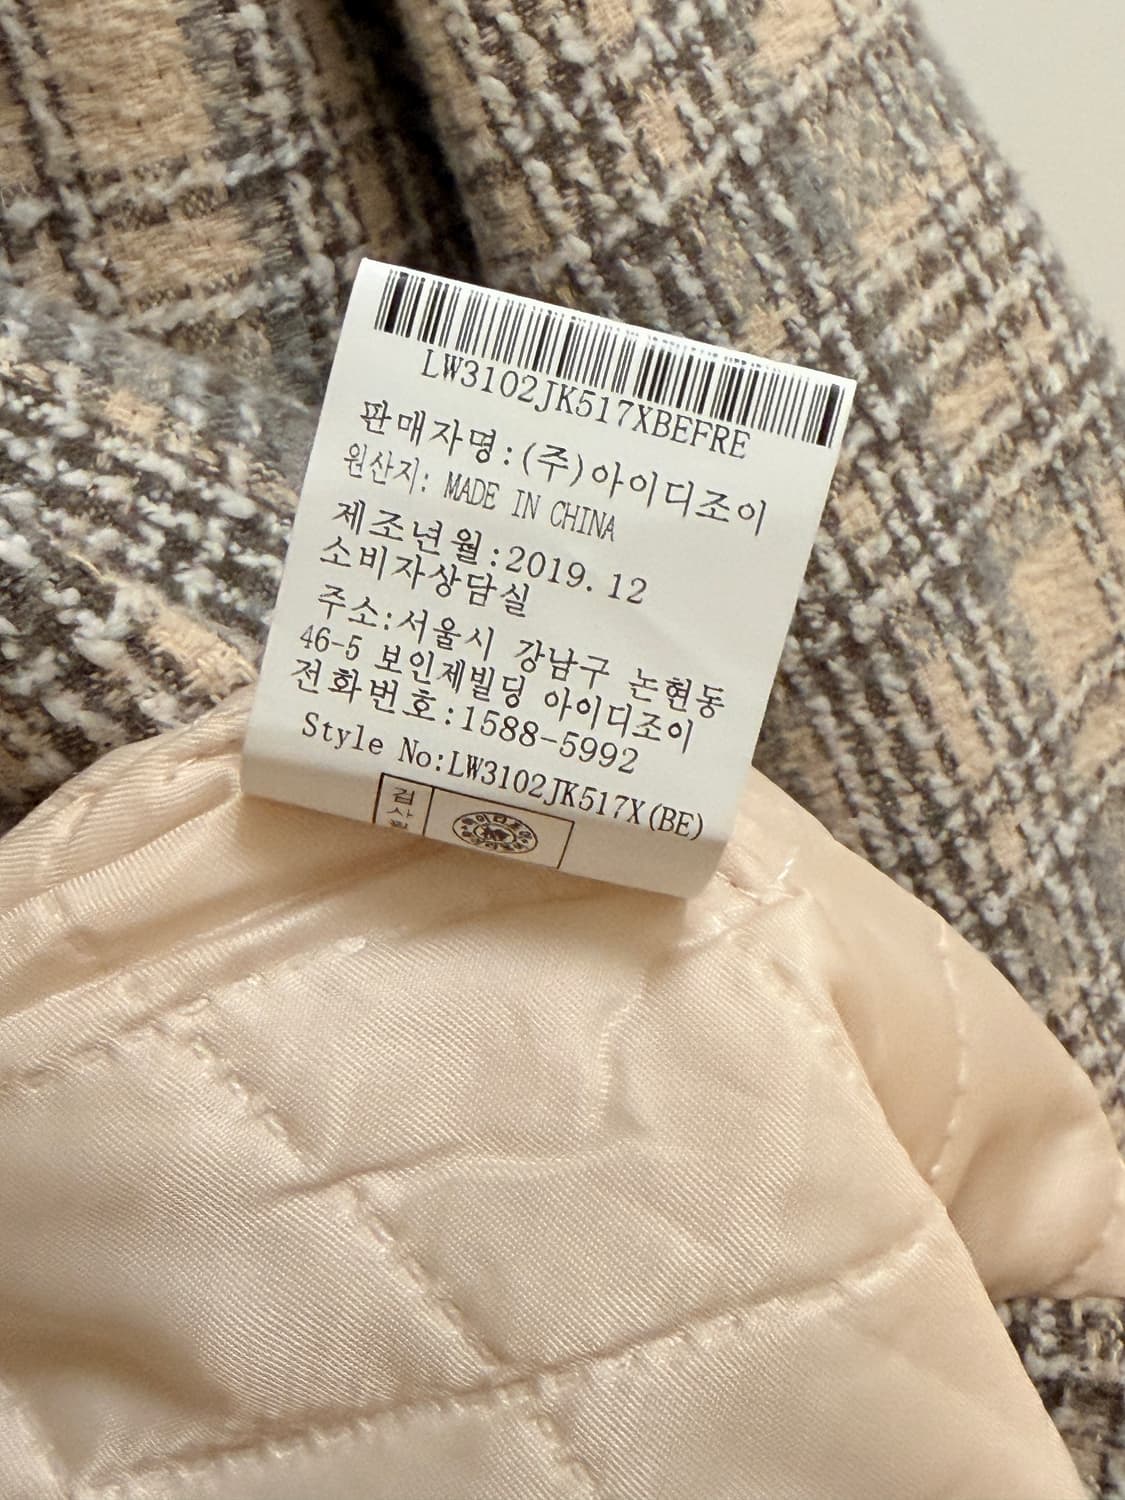 LW3102JK517XBEFRE
판매자명:(주)아이디조이
원산지: MADE IN CHINA
제조년월:2019.12
소비자상담실
주소:서울시 강남구 논현동
46-5 보인제빌딩 아이디조이
전화번호:1588-5992
Style No:LW3102JK517X(BE)
검
사